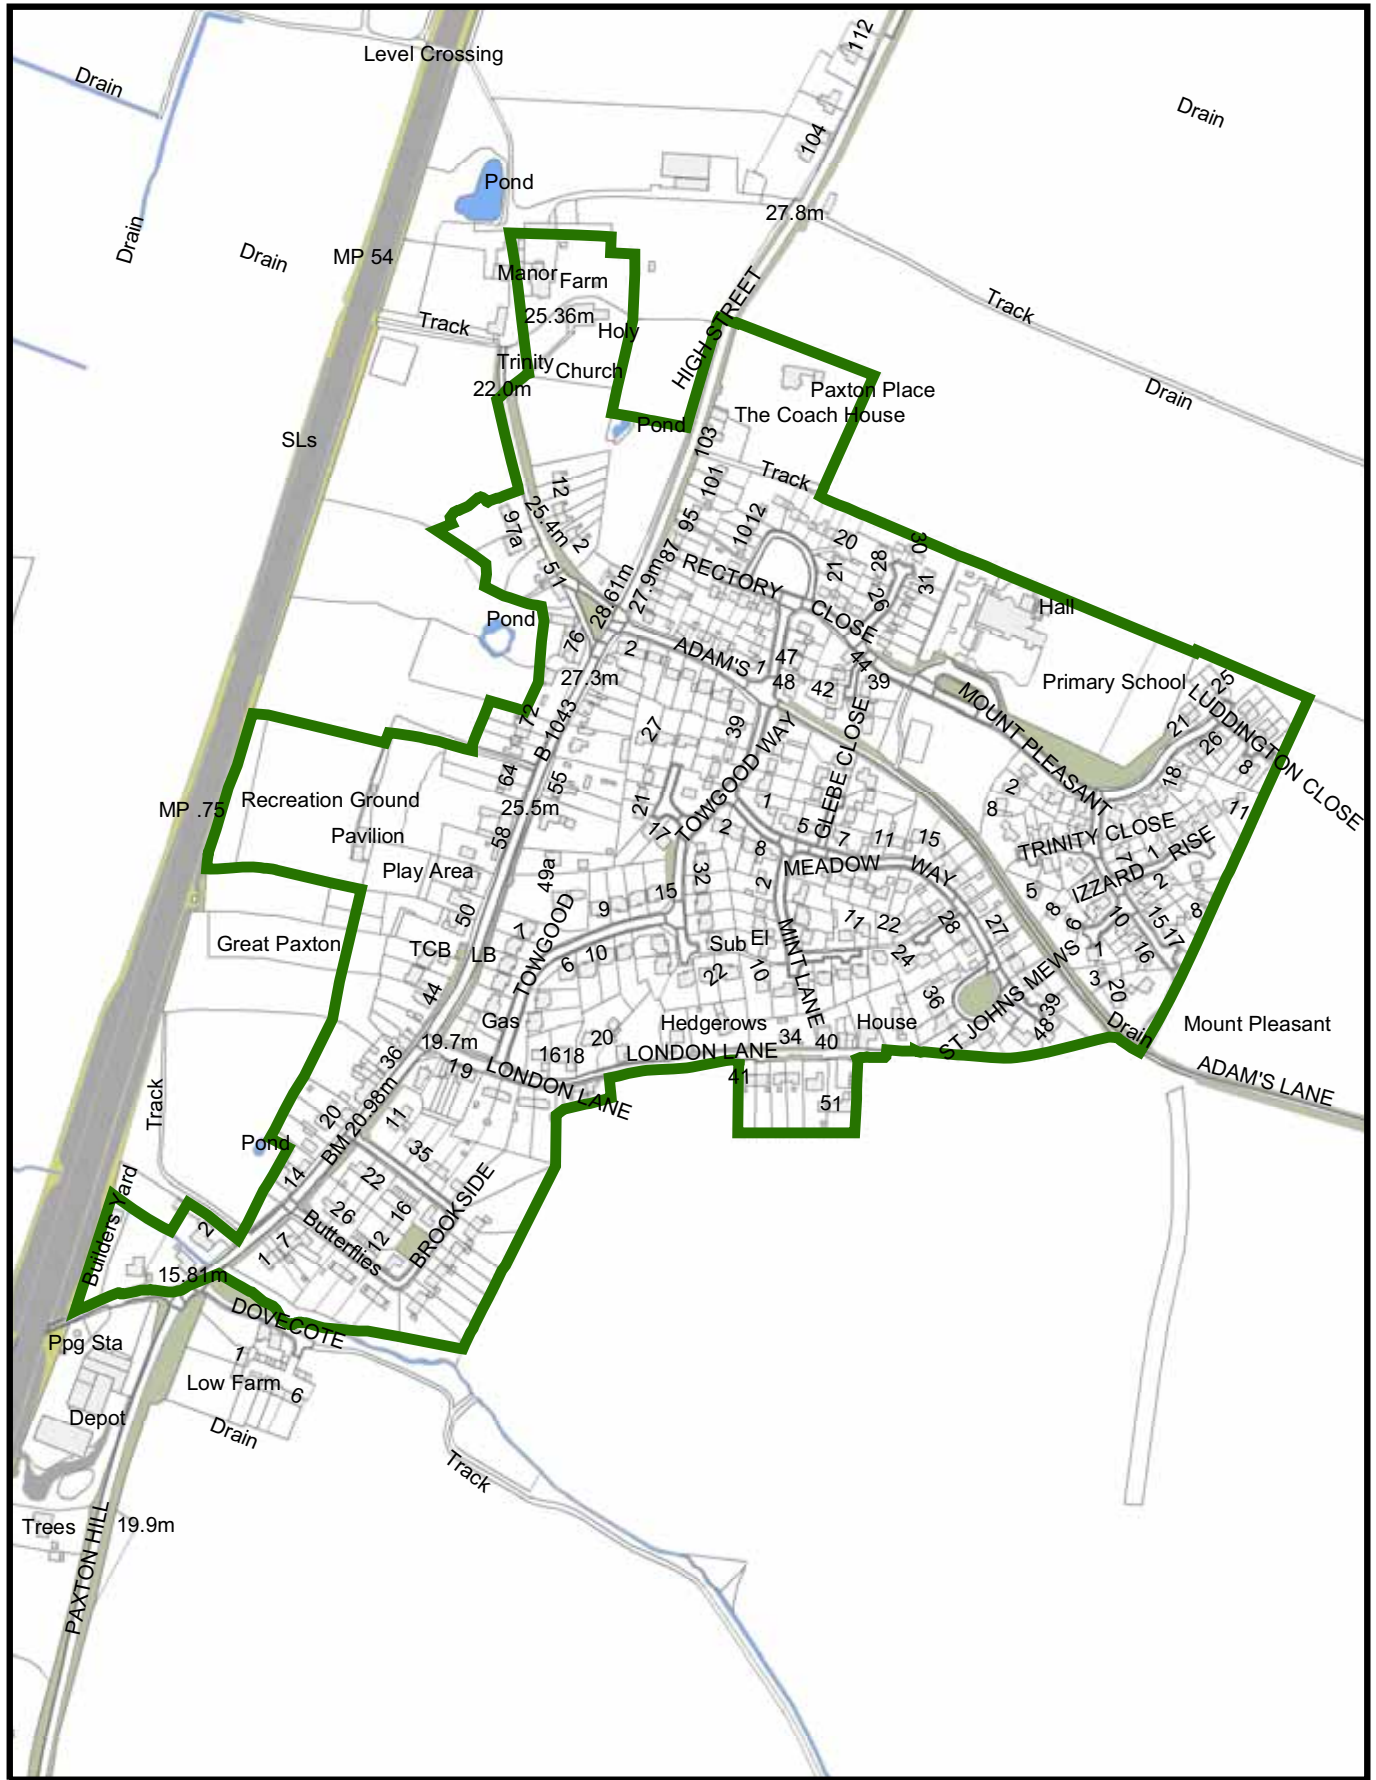 112
Level Crossing
Drain
Drain
104
Pond
27.8m
Drain
Drain
MP 54
Manor Farm
Track
25.36m
Holy
HIGH STREET
Track
Trinity Church
22.0m
Paxton Place
Drain
The Coach House
Pond
SLs
103
Track
101
12
95
12
10
97a
25.4m
2
87
20
30
28
RECTORY
21
31
51
27.9m
28.61m
26
Hall
Pond
CLOSE
76
2
ADAM'S
1
47
44
27.3m
48
42
39
Primary School
25
MOUNT PLEASANT
LUDDINGTON CLOSE
72
B 1043
27
39
TOWGOOD WAY
GLEBE CLOSE
21
26
8
64
55
18
2
Recreation Ground
MP .75
25.5m
21
1
8
11
Pavilion
58
17
2
5
7
11
15
TRINITY CLOSE
RISE
8
MEADOW
WAY
7
1
Play Area
49a
32
2
5
IZZARD
2
15
9
8
50
TOWGOOD
11
22
28
27
6
10
15
8
Great Paxton
TCB
LB
7
Sub El
MINT LANE
17
10
24
1
16
6
22
10
ST JOHNS MEWS
3
44
36
39
20
Gas
Hedgerows
House
48
Drain
Mount Pleasant
20
34
40
19.7m
36
1618
LONDON LANE
19
LONDON LANE
41
ADAM'S LANE
Track
BM 20.98m
51
20
11
Pond
35
14
22
BROOKSIDE
Builders Yard
26
16
2
Butterflies
12
7
1
15.81m
DOVECOTE
Ppg Sta
1
Low Farm
6
Depot
Drain
Track
PAXTON HILL
Trees
19.9m